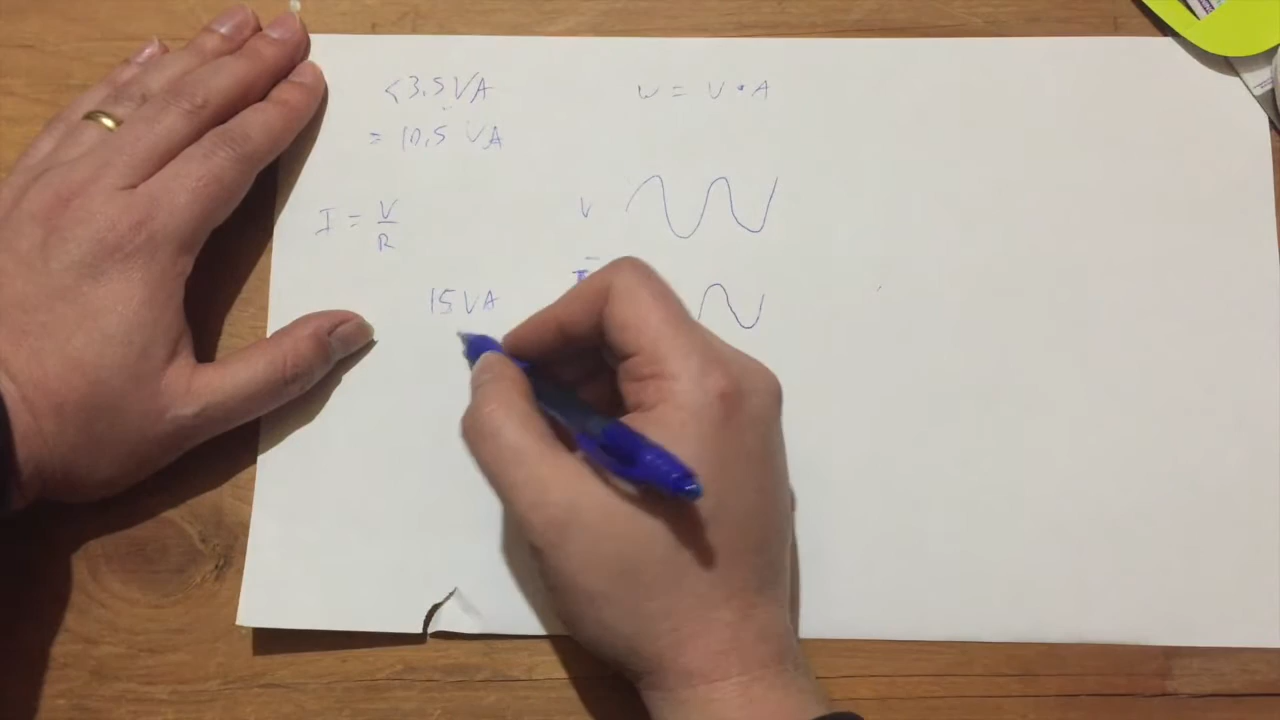 <3.5 VA
= 10.5 VA
W = V • A
I = V/R
V
I
15 VA